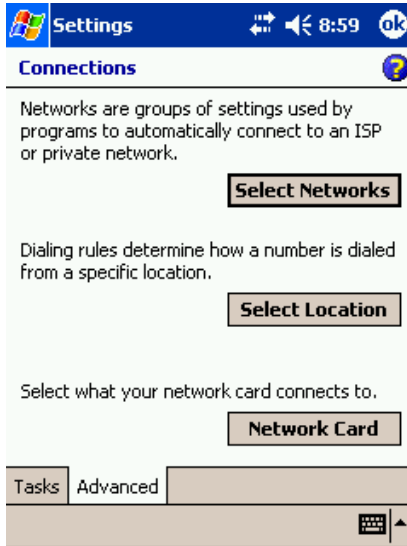 Settings 8:59 ok
Connections ?
Networks are groups of settings used by
programs to automatically connect to an ISP
or private network.
Select Networks
Dialing rules determine how a number is dialed
from a specific location.
Select Location
Select what your network card connects to.
Network Card
Tasks Advanced